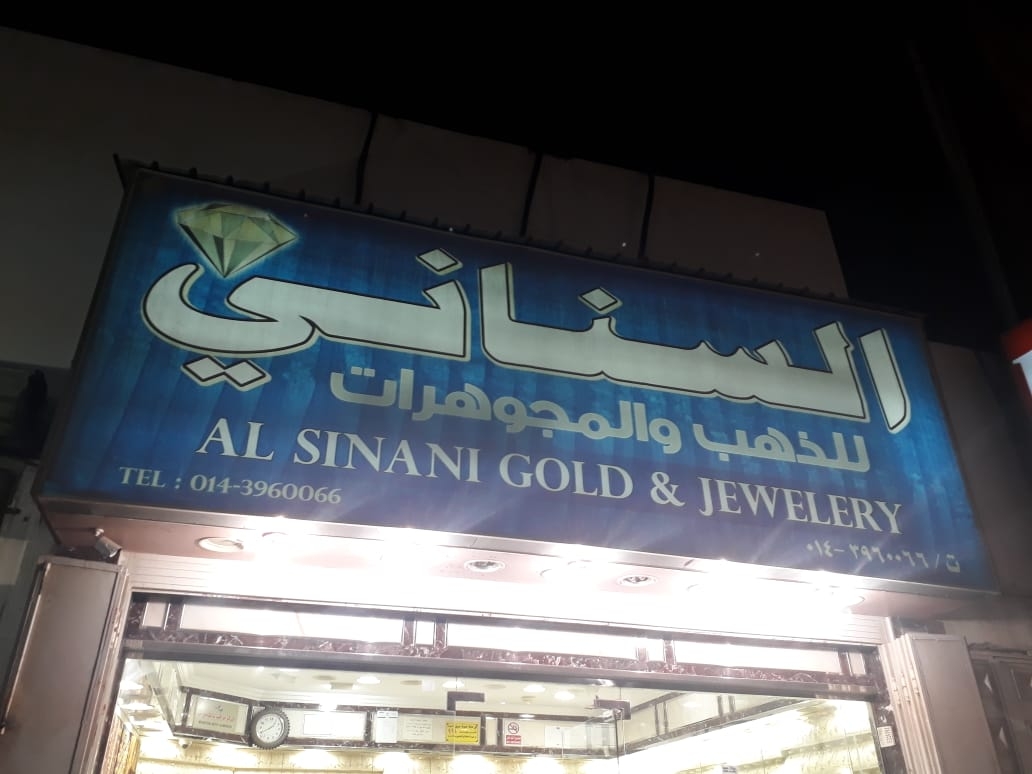 السناني
للذهب والمجوهرات
AL SINANI GOLD & JEWELERY
TEL : 014-3960066
ت / ٣٩٦٠٠٦٦-٠١٤